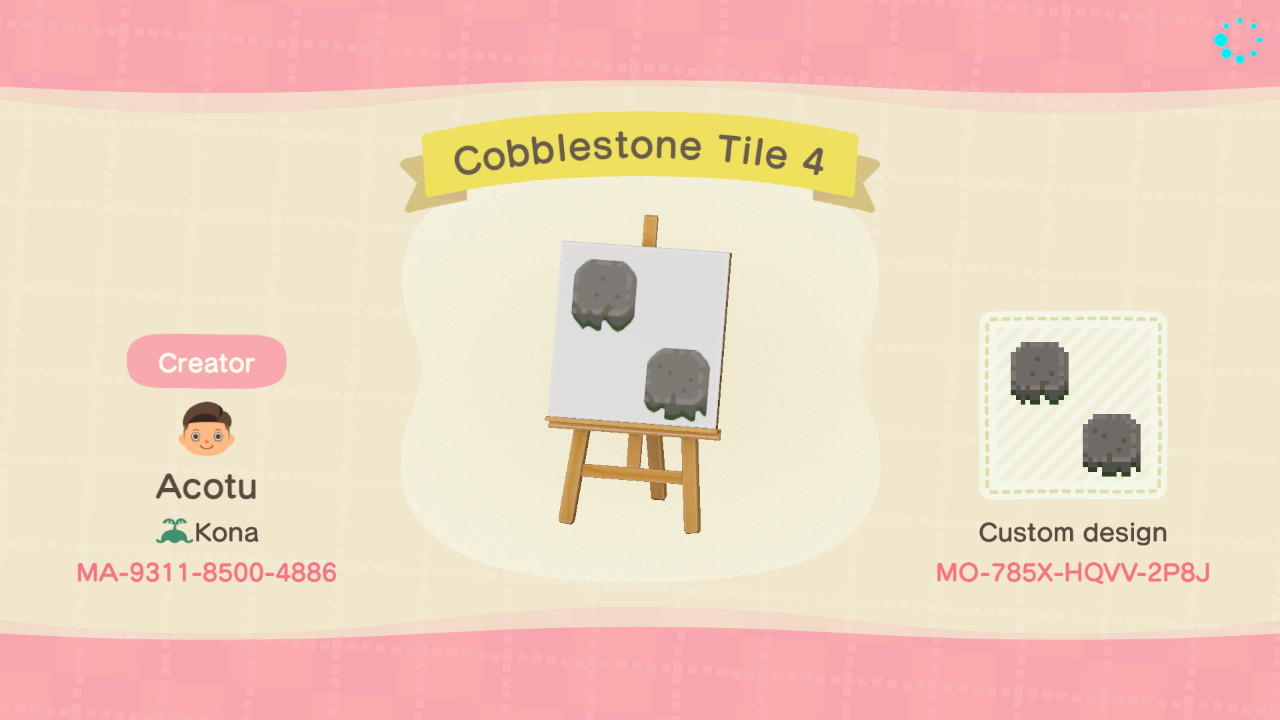 Cobblestone Tile 4
Creator
Acotu
Kona
MA-9311-8500-4886
Custom design
MO-785X-HQVV-2P8J